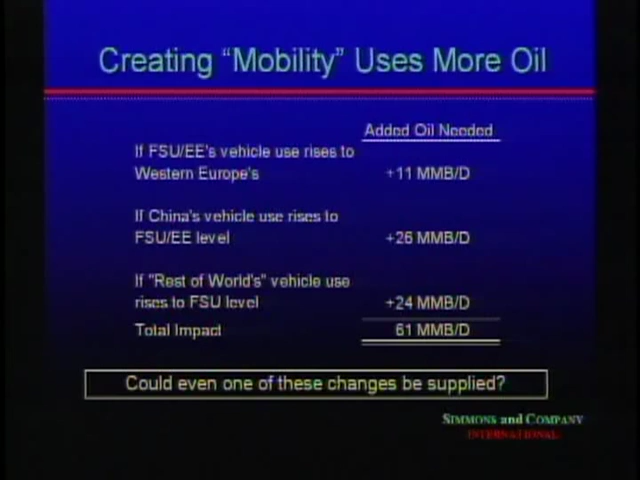 Creating "Mobility" Uses More Oil
Added Oil Needed
If FSU/EE's vehicle use rises to
Western Europe's +11 MMB/D
If China's vehicle use rises to
FSU/EE level +26 MMB/D
If "Rest of World's" vehicle use
rises to FSU level +24 MMB/D
Total Impact 61 MMB/D
Could even one of these changes be supplied?
SIMMONS and COMPANY
INTERNATIONAL